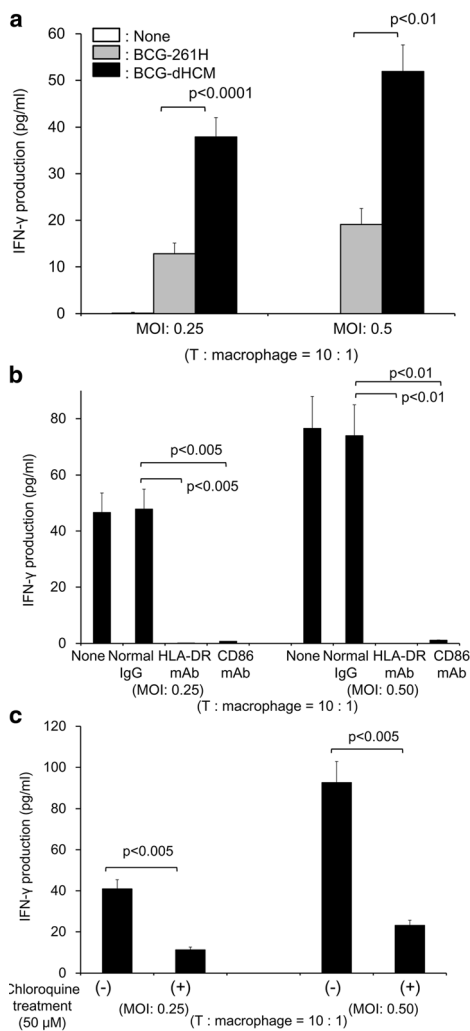 a
60
50
40
30
20
10
0
IFN-γ production (pg/ml)
: None
: BCG-261H
: BCG-dHCM
p<0.0001
p<0.01
MOI: 0.25 MOI: 0.5
(T : macrophage = 10 : 1)
b
80
60
40
20
0
IFN-γ production (pg/ml)
p<0.005
p<0.005
p<0.01
p<0.01
None Normal HLA-DR CD86 None Normal HLA-DR CD86
IgG mAb mAb IgG mAb mAb
(MOI: 0.25) (MOI: 0.50)
(T : macrophage = 10 : 1)
c
120
100
80
60
40
20
0
IFN-γ production (pg/ml)
p<0.005
p<0.005
Chloroquine (-) (+) (-) (+)
treatment (MOI: 0.25) (MOI: 0.50)
(50 μM) (T : macrophage = 10 : 1)